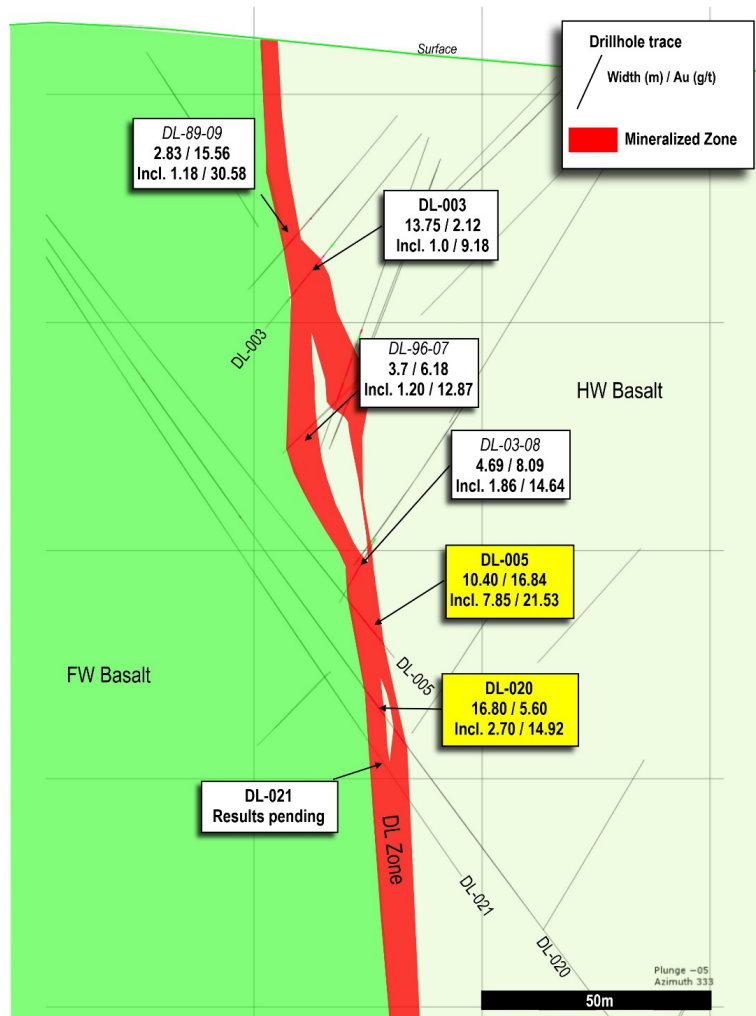 Surface
Drillhole trace
Width (m) / Au (g/t)
Mineralized Zone
DL-89-09
2.83 / 15.56
Incl. 1.18 / 30.58
DL-003
13.75 / 2.12
Incl. 1.0 / 9.18
DL-003
DL-96-07
3.7 / 6.18
Incl. 1.20 / 12.87
HW Basalt
DL-03-08
4.69 / 8.09
Incl. 1.86 / 14.64
DL-005
10.40 / 16.84
Incl. 7.85 / 21.53
FW Basalt
DL-005
DL-020
16.80 / 5.60
Incl. 2.70 / 14.92
DL-021
Results pending
DL Zone
DL-021
DL-020
Plunge -05
Azimuth 333
50m